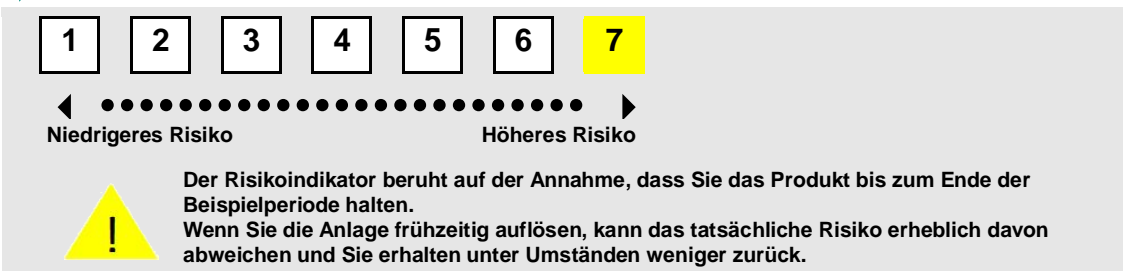 1 2 3 4 5 6 7
Niedrigeres Risiko Höheres Risiko
!
Der Risikoindikator beruht auf der Annahme, dass Sie das Produkt bis zum Ende der
Beispielperiode halten.
Wenn Sie die Anlage frühzeitig auflösen, kann das tatsächliche Risiko erheblich davon
abweichen und Sie erhalten unter Umständen weniger zurück.